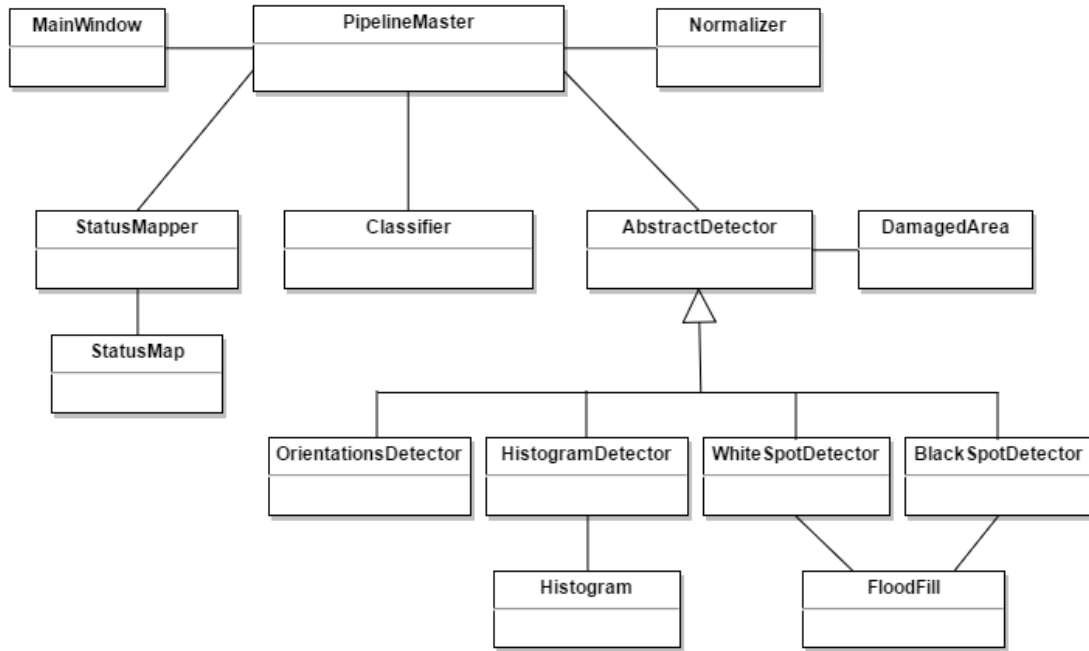 MainWindow
PipelineMaster
Normalizer
StatusMapper
Classifier
AbstractDetector
DamagedArea
StatusMap
OrientationsDetector
HistogramDetector
WhiteSpotDetector
BlackSpotDetector
Histogram
FloodFill